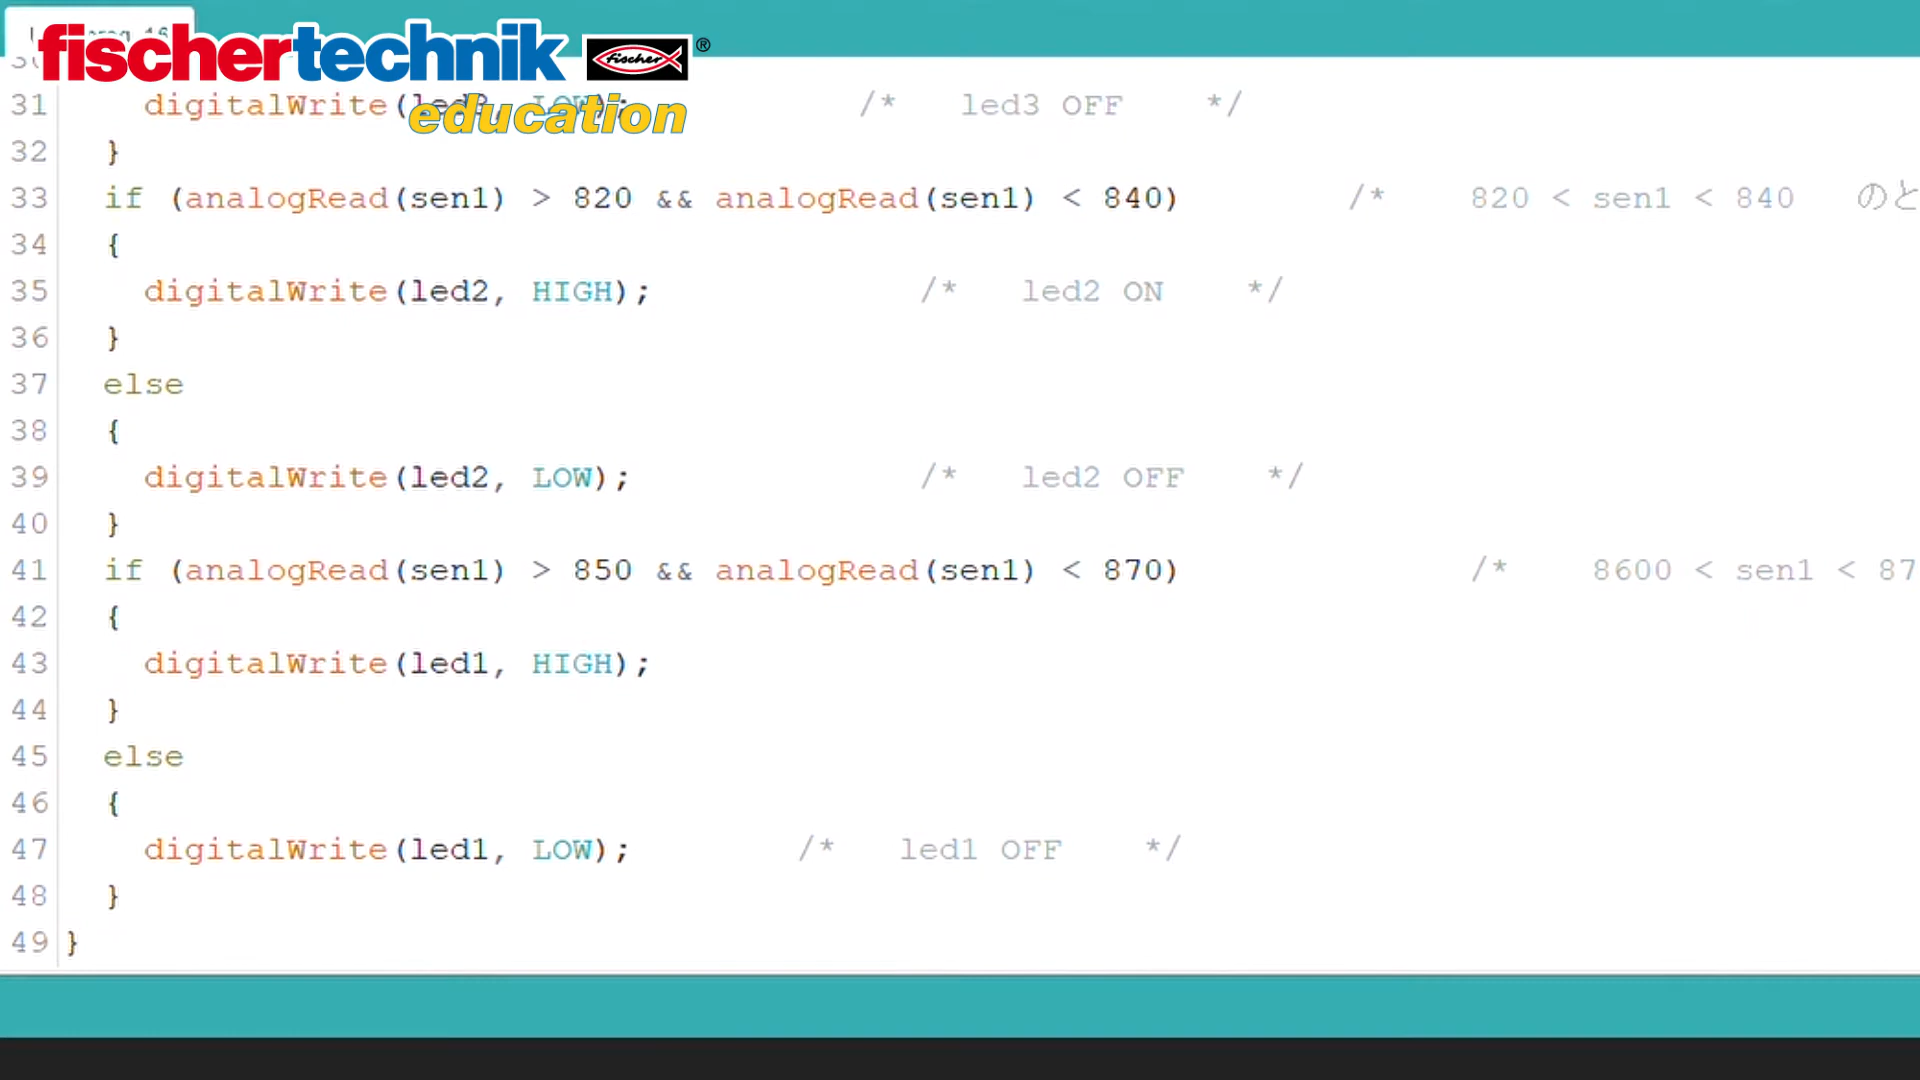 fischertechnik fischer ®
education
31 digitalWrite(led3, LOW); /* led3 OFF */
32 }
33 if (analogRead(sen1) > 820 && analogRead(sen1) < 840) /* 820 < sen1 < 840 のと
34 {
35 digitalWrite(led2, HIGH); /* led2 ON */
36 }
37 else
38 {
39 digitalWrite(led2, LOW); /* led2 OFF */
40 }
41 if (analogRead(sen1) > 850 && analogRead(sen1) < 870) /* 8600 < sen1 < 87
42 {
43 digitalWrite(led1, HIGH);
44 }
45 else
46 {
47 digitalWrite(led1, LOW); /* led1 OFF */
48 }
49 }